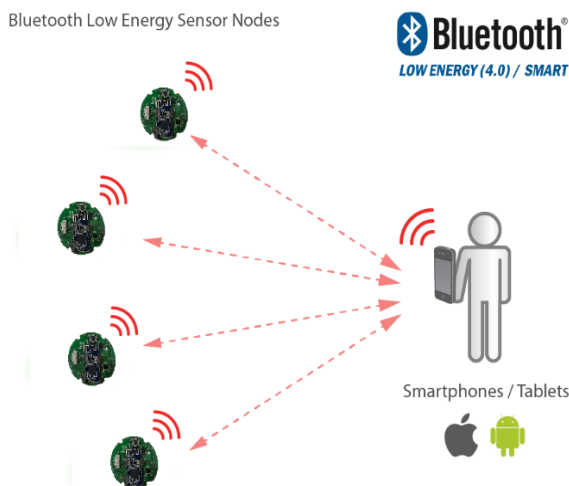 Bluetooth Low Energy Sensor Nodes
Bluetooth®
LOW ENERGY (4.0) / SMART
Smartphones / Tablets